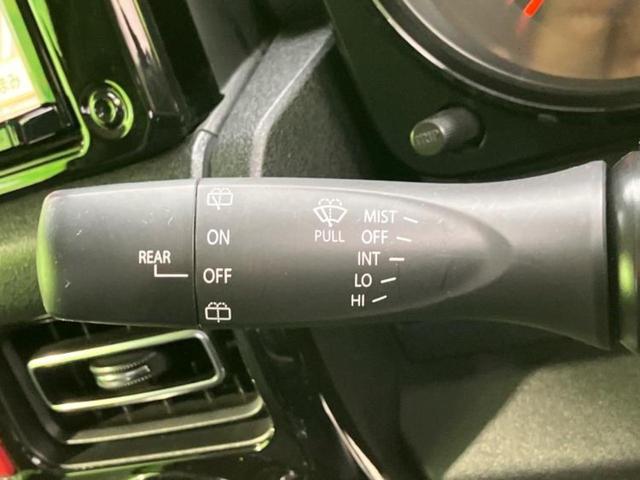 MIST
OFF
INT
LO
HI
PULL
ON
REAR
OFF